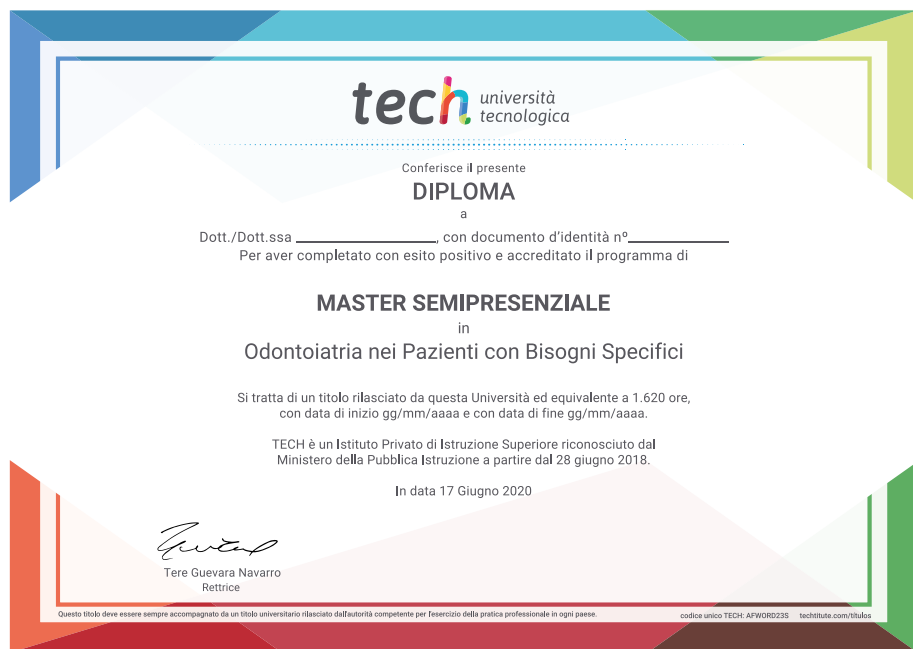 tech università
tecnologica
Conferisce il presente
DIPLOMA
a
Dott./Dott.ssa ________________, con documento d'identità nº____________
Per aver completato con esito positivo e accreditato il programma di
MASTER SEMIPRESENZIALE
in
Odontoiatria nei Pazienti con Bisogni Specifici
Si tratta di un titolo rilasciato da questa Università ed equivalente a 1.620 ore,
con data di inizio gg/mm/aaaa e con data di fine gg/mm/aaaa.
TECH è un Istituto Privato di Istruzione Superiore riconosciuto dal
Ministero della Pubblica Istruzione a partire dal 28 giugno 2018.
In data 17 Giugno 2020
Tere Guevara Navarro
Rettrice
Questo titolo deve essere sempre accompagnato da un titolo universitario rilasciato dall'autorità competente per l'esercizio della pratica professionale in ogni paese.
codice unico TECH: AFWORD23S techtitute.com/titulos